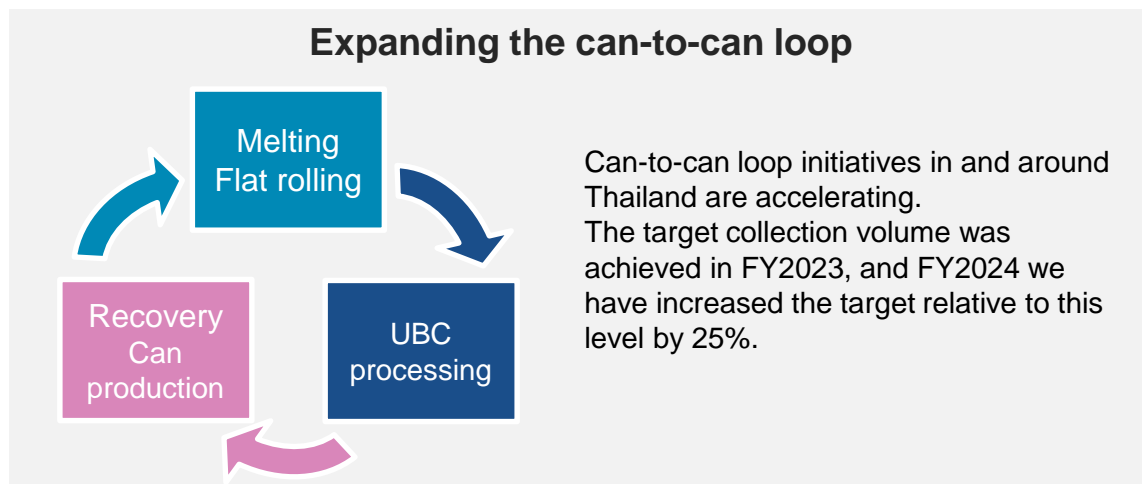 Expanding the can-to-can loop
Melting
Flat rolling
UBC
processing
Recovery
Can
production
Can-to-can loop initiatives in and around
Thailand are accelerating.
The target collection volume was
achieved in FY2023, and FY2024 we
have increased the target relative to this
level by 25%.